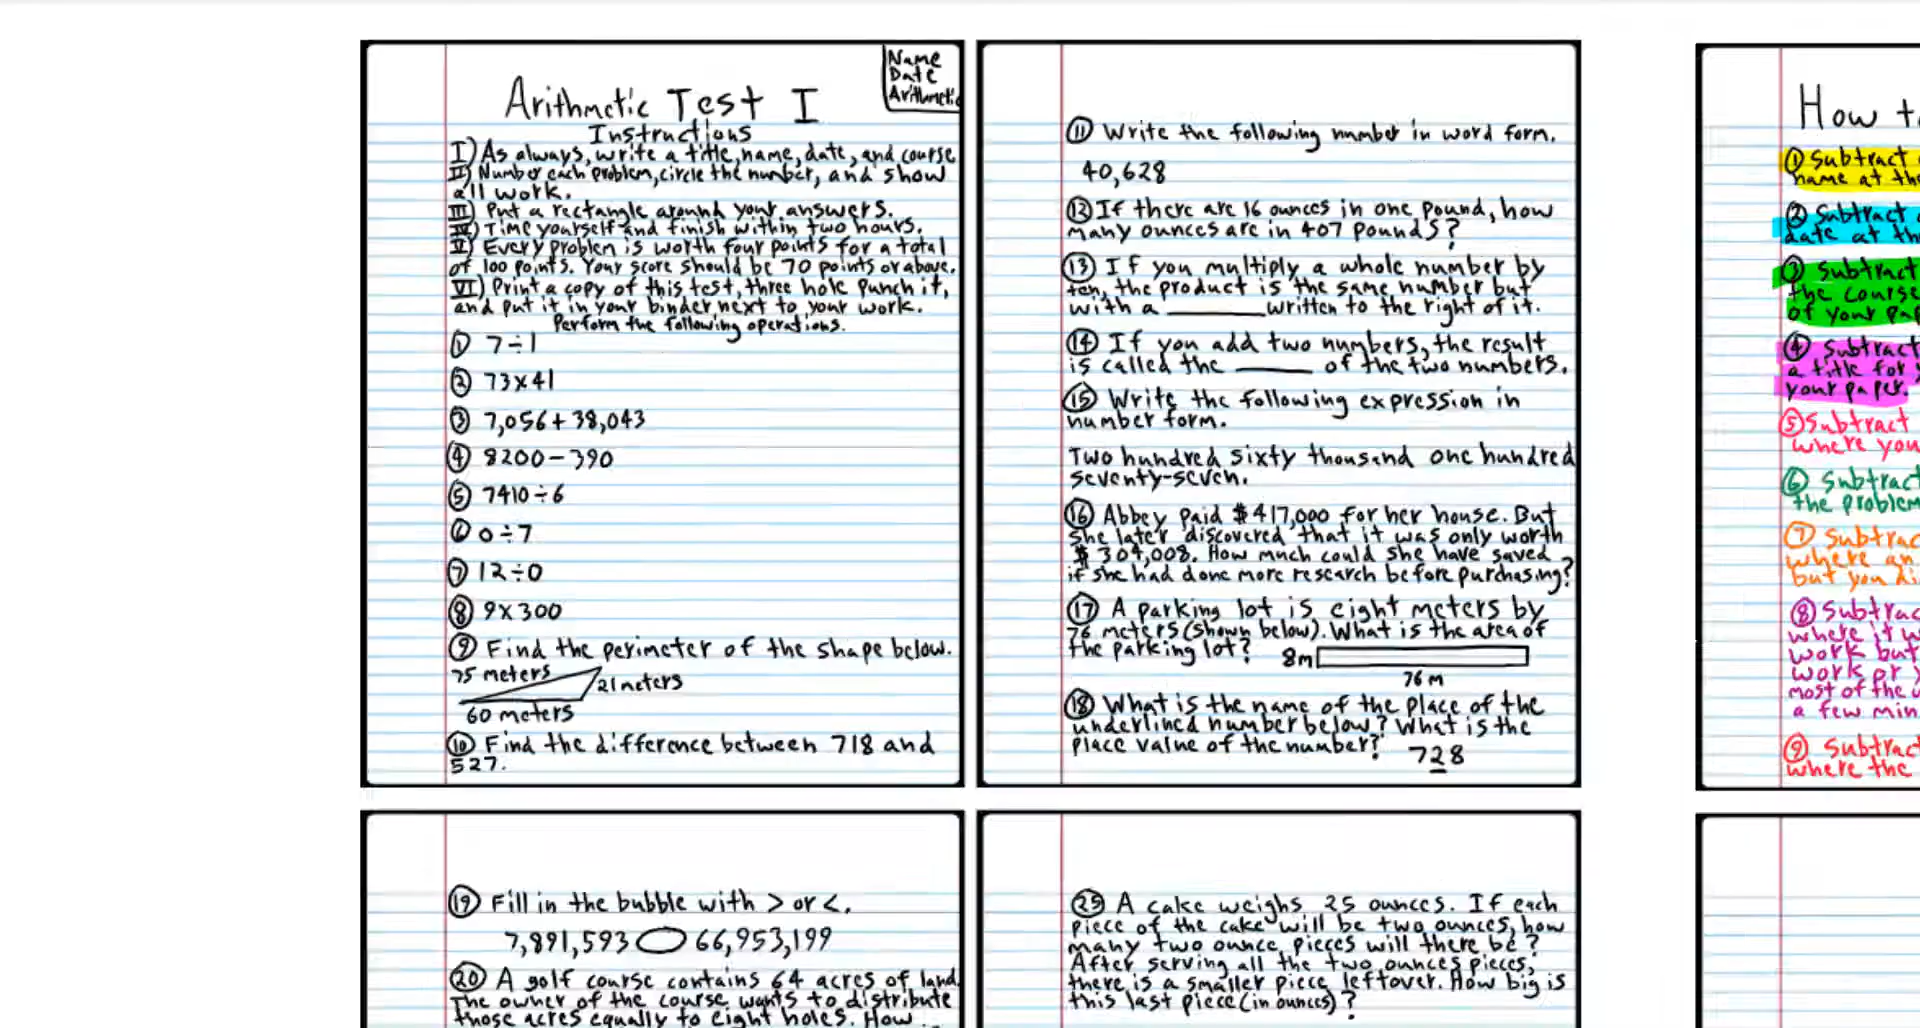 Name
Date
Arithmetic
Arithmetic Test I
Instructions
I) As always, write a title, name, date, and course
II) Number each problem, circle the number, and show
all work.
III) Put a rectangle around your answers.
IV) Time yourself and finish within two hours.
V) Every problem is worth four points for a total
of 100 points. Your score should be 70 points or above.
VI) Print a copy of this test, three hole punch it,
and put it in your binder next to your work.
Perform the following operations.
① 7÷1
② 73×41
③ 7,056+38,043
④ 8200-390
⑤ 7410÷6
⑥ 0÷7
⑦ 12÷0
⑧ 9×300
⑨ Find the perimeter of the shape below.
75 meters
21 meters
60 meters
⑩ Find the difference between 718 and
527.
⑪ Write the following number in word form.
40,628
⑫ If there are 16 ounces in one pound, how
many ounces are in 407 pounds?
⑬ If you multiply a whole number by
ten, the product is the same number but
with a ________ written to the right of it.
⑭ If you add two numbers, the result
is called the ______ of the two numbers.
⑮ Write the following expression in
number form.
Two hundred sixty thousand one hundred
seventy-seven.
⑯ Abbey paid $417,000 for her house. But
she later discovered that it was only worth
$304,008. How much could she have saved
if she had done more research before purchasing?
⑰ A parking lot is eight meters by
76 meters (shown below). What is the area of
the parking lot?
8m
76 m
⑱ What is the name of the place of the
underlined number below? What is the
place value of the number?
728
⑲ Fill in the bubble with > or <.
7,891,593 66,953,199
⑳ A golf course contains 64 acres of land.
The owner of the course wants to distribute
those acres equally to eight holes. How
㉕ A cake weighs 25 ounces. If each
piece of the cake will be two ounces, how
many two ounce pieces will there be?
After serving all the two ounces pieces,
there is a smaller piece leftover. How big is
this last piece (in ounces)?
How t
① Subtract
name at the
② Subtract
date at th
③ Subtract
the course
of your pap
④ Subtract
a title for y
your paper.
⑤ Subtract
where you
⑥ Subtract
the problem
⑦ Subtrac
where an
but you di
⑧ Subtrac
where it w
work but
work or y
most of the w
a few min
⑨ Subtract
where the